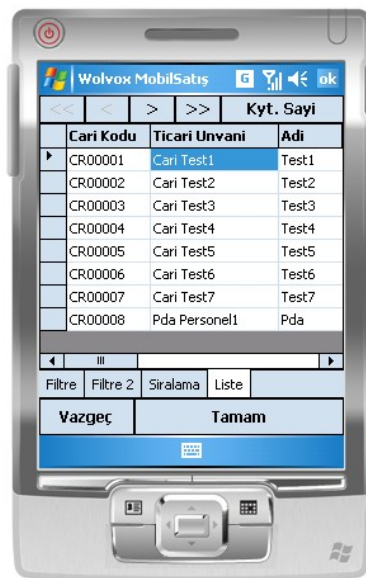 Wolvox MobilSatış G ok
<< < > >> Kyt. Sayi
Cari Kodu Ticari Unvani Adi
CR00001 Cari Test1 Test1
CR00002 Cari Test2 Test2
CR00003 Cari Test3 Test3
CR00004 Cari Test4 Test4
CR00005 Cari Test5 Test5
CR00006 Cari Test6 Test6
CR00007 Cari Test7 Test7
CR00008 Pda Personel1 Pda
Filtre Filtre 2 Siralama Liste
Vazgeç Tamam